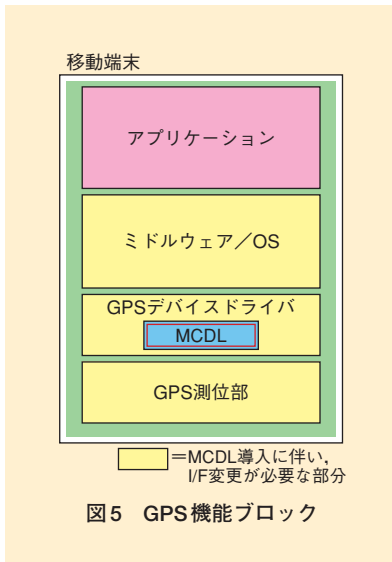 移動端末
アプリケーション
ミドルウェア／OS
GPSデバイスドライバ
MCDL
GPS測位部
＝MCDL導入に伴い，
I/F変更が必要な部分
図5 GPS機能ブロック